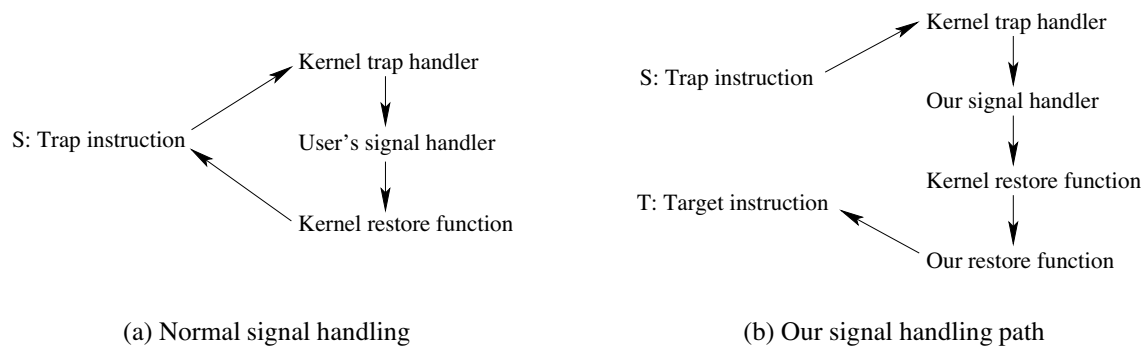 Kernel trap handler
S: Trap instruction
User's signal handler
Kernel restore function
(a) Normal signal handling
Kernel trap handler
S: Trap instruction
Our signal handler
Kernel restore function
T: Target instruction
Our restore function
(b) Our signal handling path